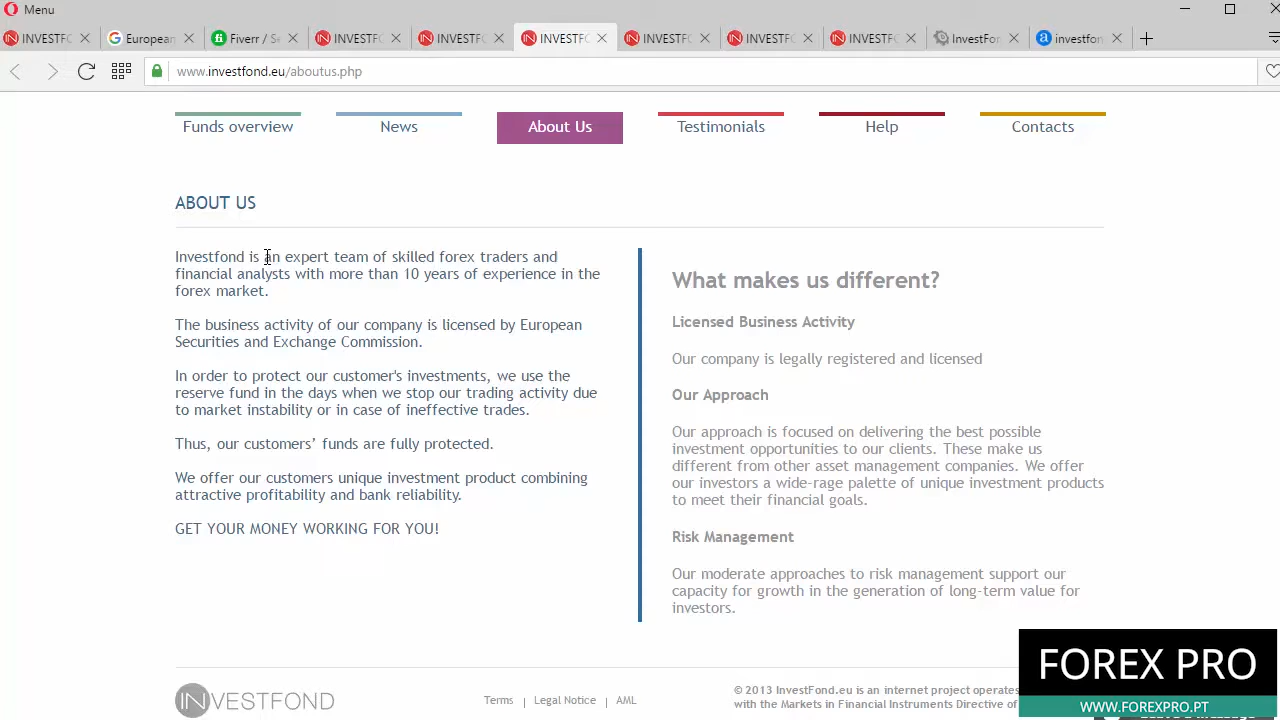 Menu
INVESTFO
European
Fiverr / Se
INVESTFO
INVESTFO
INVESTFO
INVESTFO
INVESTFO
INVESTFO
InvestFon
investfon
www.investfond.eu/aboutus.php
Funds overview
News
About Us
Testimonials
Help
Contacts
ABOUT US
Investfond is an expert team of skilled forex traders and
financial analysts with more than 10 years of experience in the
forex market.
The business activity of our company is licensed by European
Securities and Exchange Commission.
In order to protect our customer's investments, we use the
reserve fund in the days when we stop our trading activity due
to market instability or in case of ineffective trades.
Thus, our customers’ funds are fully protected.
We offer our customers unique investment product combining
attractive profitability and bank reliability.
GET YOUR MONEY WORKING FOR YOU!
What makes us different?
Licensed Business Activity
Our company is legally registered and licensed
Our Approach
Our approach is focused on delivering the best possible
investment opportunities to our clients. These make us
different from other asset management companies. We offer
our investors a wide-rage palette of unique investment products
to meet their financial goals.
Risk Management
Our moderate approaches to risk management support our
capacity for growth in the generation of long-term value for
investors.
INVESTFOND
Terms | Legal Notice | AML
© 2013 InvestFond.eu is an internet project operates
with the Markets in Financial Instruments Directive of
FOREX PRO
WWW.FOREXPRO.PT